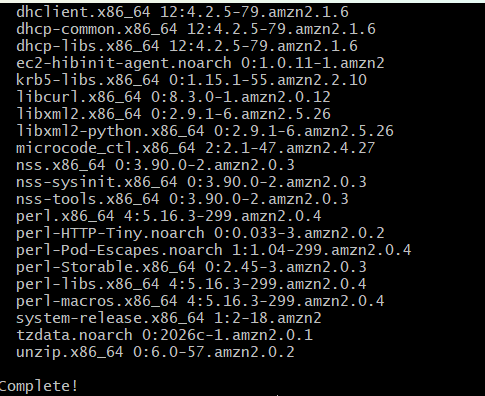 dhclient.x86_64 12:4.2.5-79.amzn2.1.6
dhcp-common.x86_64 12:4.2.5-79.amzn2.1.6
dhcp-libs.x86_64 12:4.2.5-79.amzn2.1.6
ec2-hibinit-agent.noarch 0:1.0.11-1.amzn2
krb5-libs.x86_64 0:1.15.1-55.amzn2.2.10
libcurl.x86_64 0:8.3.0-1.amzn2.0.12
libxml2.x86_64 0:2.9.1-6.amzn2.5.26
libxml2-python.x86_64 0:2.9.1-6.amzn2.5.26
microcode_ctl.x86_64 2:2.1-47.amzn2.4.27
nss.x86_64 0:3.90.0-2.amzn2.0.3
nss-sysinit.x86_64 0:3.90.0-2.amzn2.0.3
nss-tools.x86_64 0:3.90.0-2.amzn2.0.3
perl.x86_64 4:5.16.3-299.amzn2.0.4
perl-HTTP-Tiny.noarch 0:0.033-3.amzn2.0.2
perl-Pod-Escapes.noarch 1:1.04-299.amzn2.0.4
perl-Storable.x86_64 0:2.45-3.amzn2.0.3
perl-libs.x86_64 4:5.16.3-299.amzn2.0.4
perl-macros.x86_64 4:5.16.3-299.amzn2.0.4
system-release.x86_64 1:2-18.amzn2
tzdata.noarch 0:2026c-1.amzn2.0.1
unzip.x86_64 0:6.0-57.amzn2.0.2
Complete!